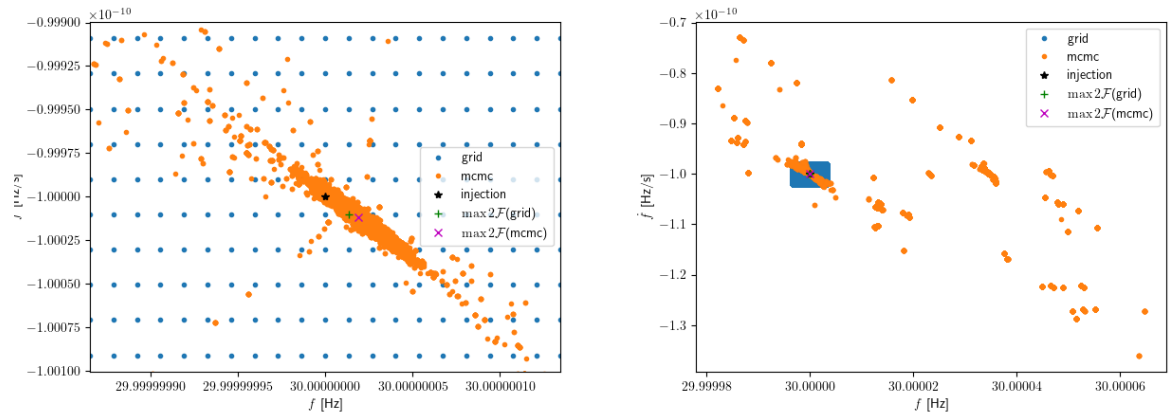 ×10⁻¹⁰
−0.99900
−0.99925
−0.99950
−0.99975
−1.00000
−1.00025
−1.00050
−1.00075
−1.00100
[Hz/s]
grid
mcmc
injection
max 2ℱ(grid)
max 2ℱ(mcmc)
29.99999990
29.99999995
30.00000000
30.00000005
30.00000010
f [Hz]
×10⁻¹⁰
−0.7
−0.8
−0.9
−1.0
−1.1
−1.2
−1.3
ḟ [Hz/s]
grid
mcmc
injection
max 2ℱ(grid)
max 2ℱ(mcmc)
29.99998
30.00000
30.00002
30.00004
30.00006
f [Hz]